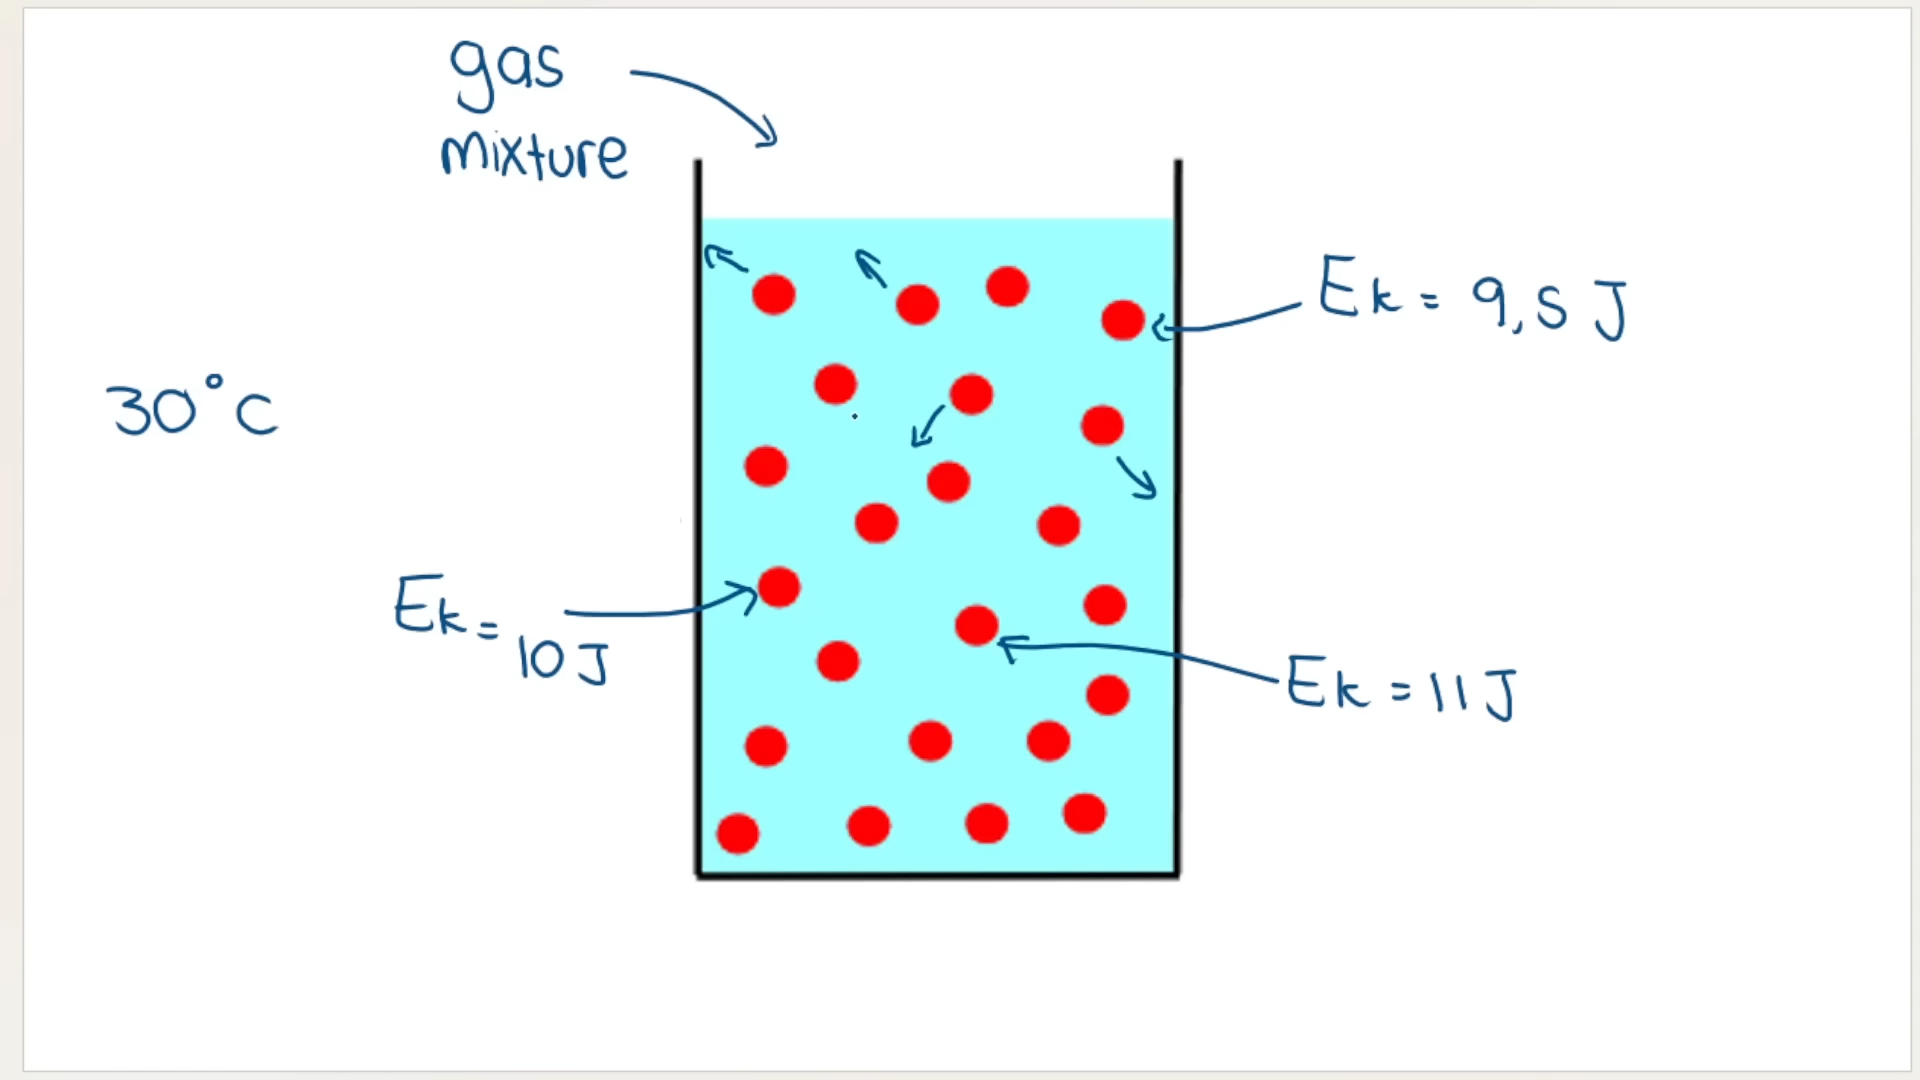 gas
mixture
Ek = 9,5 J
30°C
Ek =
10 J
Ek = 11 J